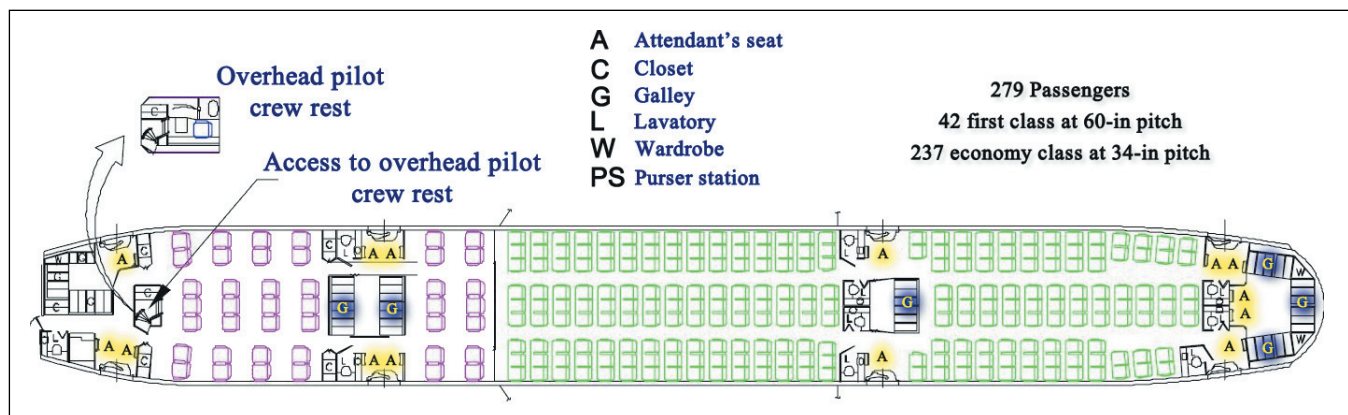 A Attendant's seat
C Closet
G Galley
L Lavatory
W Wardrobe
PS Purser station
279 Passengers
42 first class at 60-in pitch
237 economy class at 34-in pitch
Overhead pilot
crew rest
C
Access to overhead pilot
crew rest
W A C C L A A L A A A G W
C C C G G G L A A G
L A A C C L A A L A L A G W